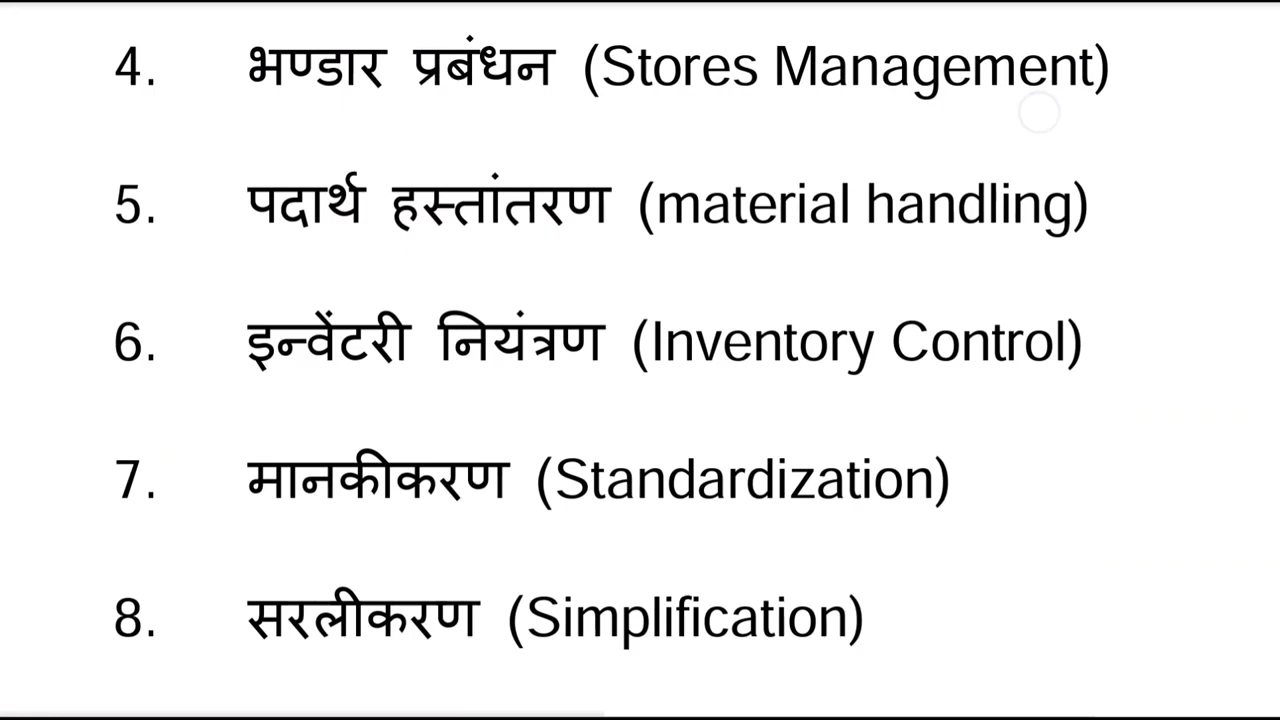 4. भण्डार प्रबंधन (Stores Management)
5. पदार्थ हस्तांतरण (material handling)
6. इन्वेंटरी नियंत्रण (Inventory Control)
7. मानकीकरण (Standardization)
8. सरलीकरण (Simplification)